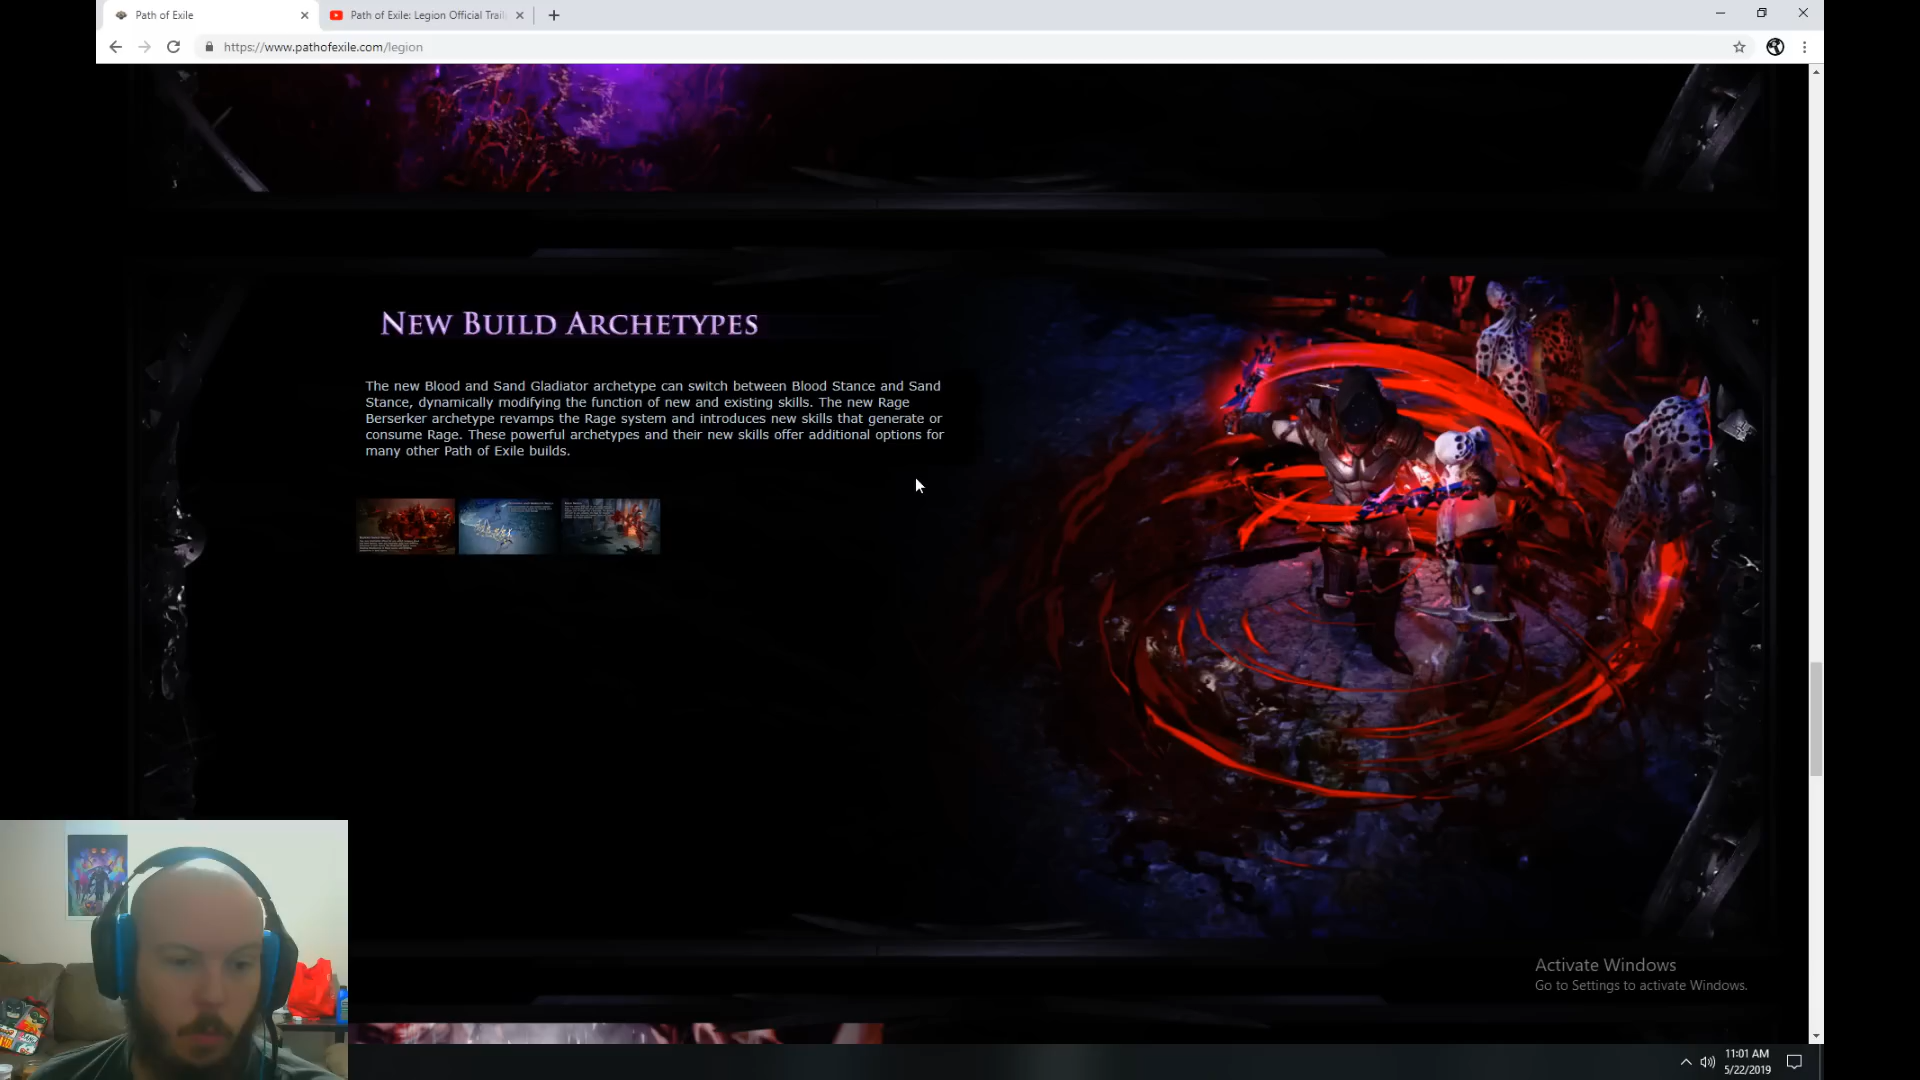 Path of Exile
Path of Exile: Legion Official Trail
https://www.pathofexile.com/legion
New Build Archetypes
The new Blood and Sand Gladiator archetype can switch between Blood Stance and Sand
Stance, dynamically modifying the function of new and existing skills. The new Rage
Berserker archetype revamps the Rage system and introduces new skills that generate or
consume Rage. These powerful archetypes and their new skills offer additional options for
many other Path of Exile builds.
Activate Windows
Go to Settings to activate Windows.
11:01 AM
5/22/2019